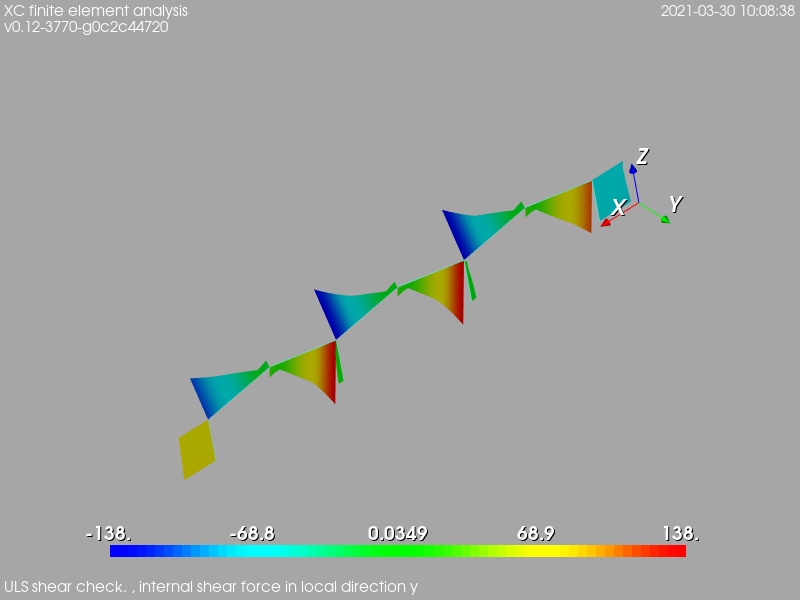 XC finite element analysis
v0.12-3770-g0c2c44720
2021-03-30 10:08:38
Z
Y
X
-138. -68.8 0.0349 68.9 138.
ULS shear check. , internal shear force in local direction y